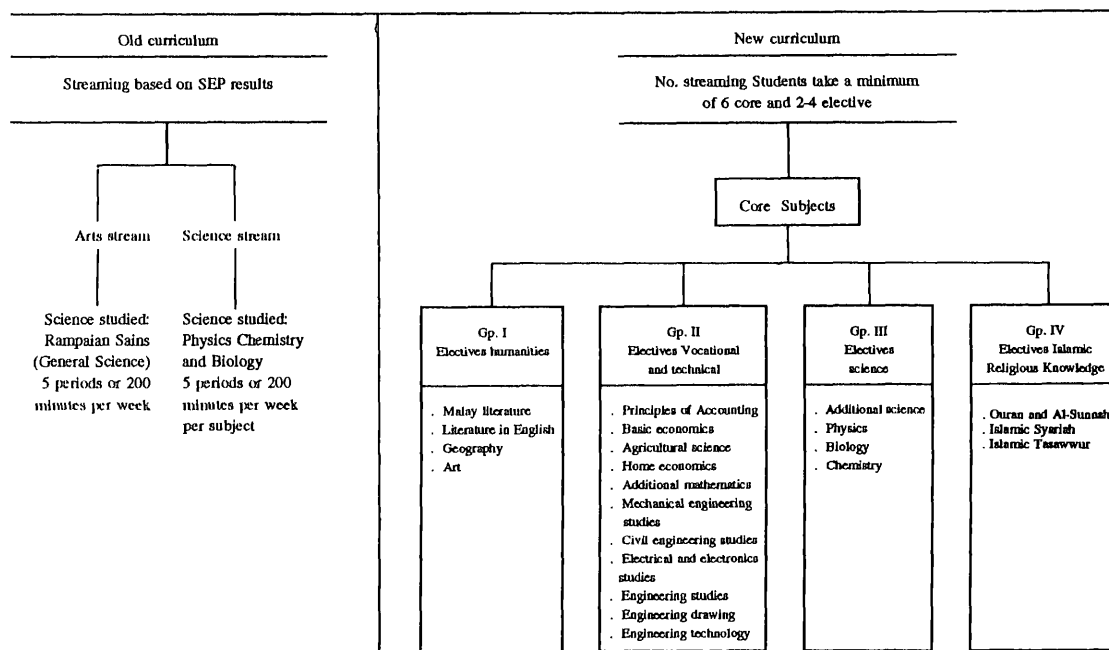 Old curriculum
Streaming based on SEP results
Arts stream
Science stream
Science studied:
Rampaian Sains
(General Science)
5 periods or 200
minutes per week
Science studied:
Physics Chemistry
and Biology
5 periods or 200
minutes per week
per subject
New curriculum
No. streaming Students take a minimum
of 6 core and 2-4 elective
Core Subjects
Gp. I
Electives humanities
. Malay literature
. Literature in English
. Geography
. Art
Gp. II
Electives Vocational
and technical
. Principles of Accounting
. Basic economics
. Agricultural science
. Home economics
. Additional mathematics
. Mechanical engineering
studies
. Civil engineering studies
. Electrical and electronics
studies
. Engineering studies
. Engineering drawing
. Engineering technology
Gp. III
Electives
science
. Additional science
. Physics
. Biology
. Chemistry
Gp. IV
Electives Islamic
Religious Knowledge
. Ouran and Al-Sunnah
. Islamic Syariah
. Islamic Tasawwur